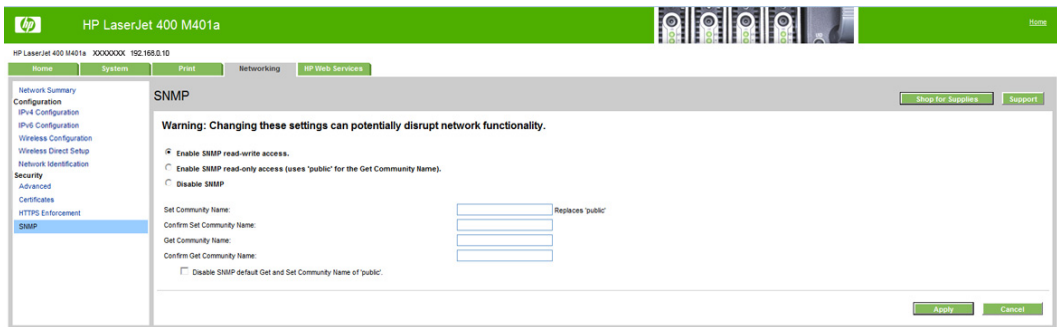 hp HP LaserJet 400 M401a Home
HP LaserJet 400 M401a XXXXXXX 192.168.0.10
Home System Print Networking HP Web Services
Network Summary
Configuration
IPv4 Configuration
IPv6 Configuration
Wireless Configuration
Wireless Direct Setup
Network Identification
Security
Advanced
Certificates
HTTPS Enforcement
SNMP
SNMP
Shop for Supplies Support
Warning: Changing these settings can potentially disrupt network functionality.
Enable SNMP read-write access.
Enable SNMP read-only access (uses 'public' for the Get Community Name).
Disable SNMP
Set Community Name: Replaces 'public'
Confirm Set Community Name:
Get Community Name:
Confirm Get Community Name:
Disable SNMP default Get and Set Community Name of 'public'.
Apply Cancel